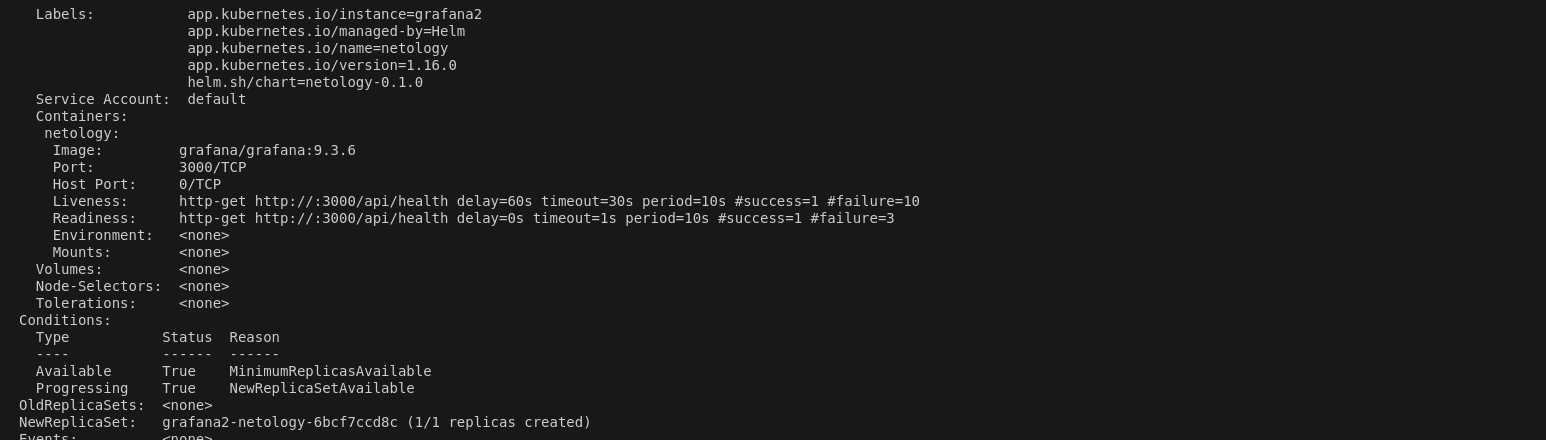 Labels:           app.kubernetes.io/instance=grafana2
                  app.kubernetes.io/managed-by=Helm
                  app.kubernetes.io/name=netology
                  app.kubernetes.io/version=1.16.0
                  helm.sh/chart=netology-0.1.0
Service Account:  default
Containers:
 netology:
  Image:         grafana/grafana:9.3.6
  Port:          3000/TCP
  Host Port:     0/TCP
  Liveness:      http-get http://:3000/api/health delay=60s timeout=30s period=10s #success=1 #failure=10
  Readiness:     http-get http://:3000/api/health delay=0s timeout=1s period=10s #success=1 #failure=3
  Environment:   <none>
  Mounts:        <none>
Volumes:         <none>
Node-Selectors:  <none>
Tolerations:     <none>
Conditions:
  Type           Status  Reason
  ----           ------  ------
  Available      True    MinimumReplicasAvailable
  Progressing    True    NewReplicaSetAvailable
OldReplicaSets:  <none>
NewReplicaSet:   grafana2-netology-6bcf7ccd8c (1/1 replicas created)
Events:          <none>